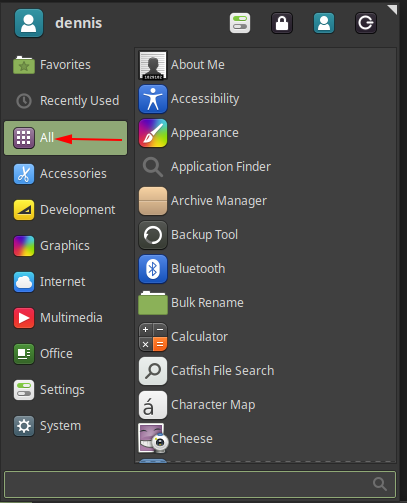 dennis
Favorites
Recently Used
All
Accessories
Development
Graphics
Internet
Multimedia
Office
Settings
System
About Me
Accessibility
Appearance
Application Finder
Archive Manager
Backup Tool
Bluetooth
Bulk Rename
Calculator
Catfish File Search
á
Character Map
Cheese